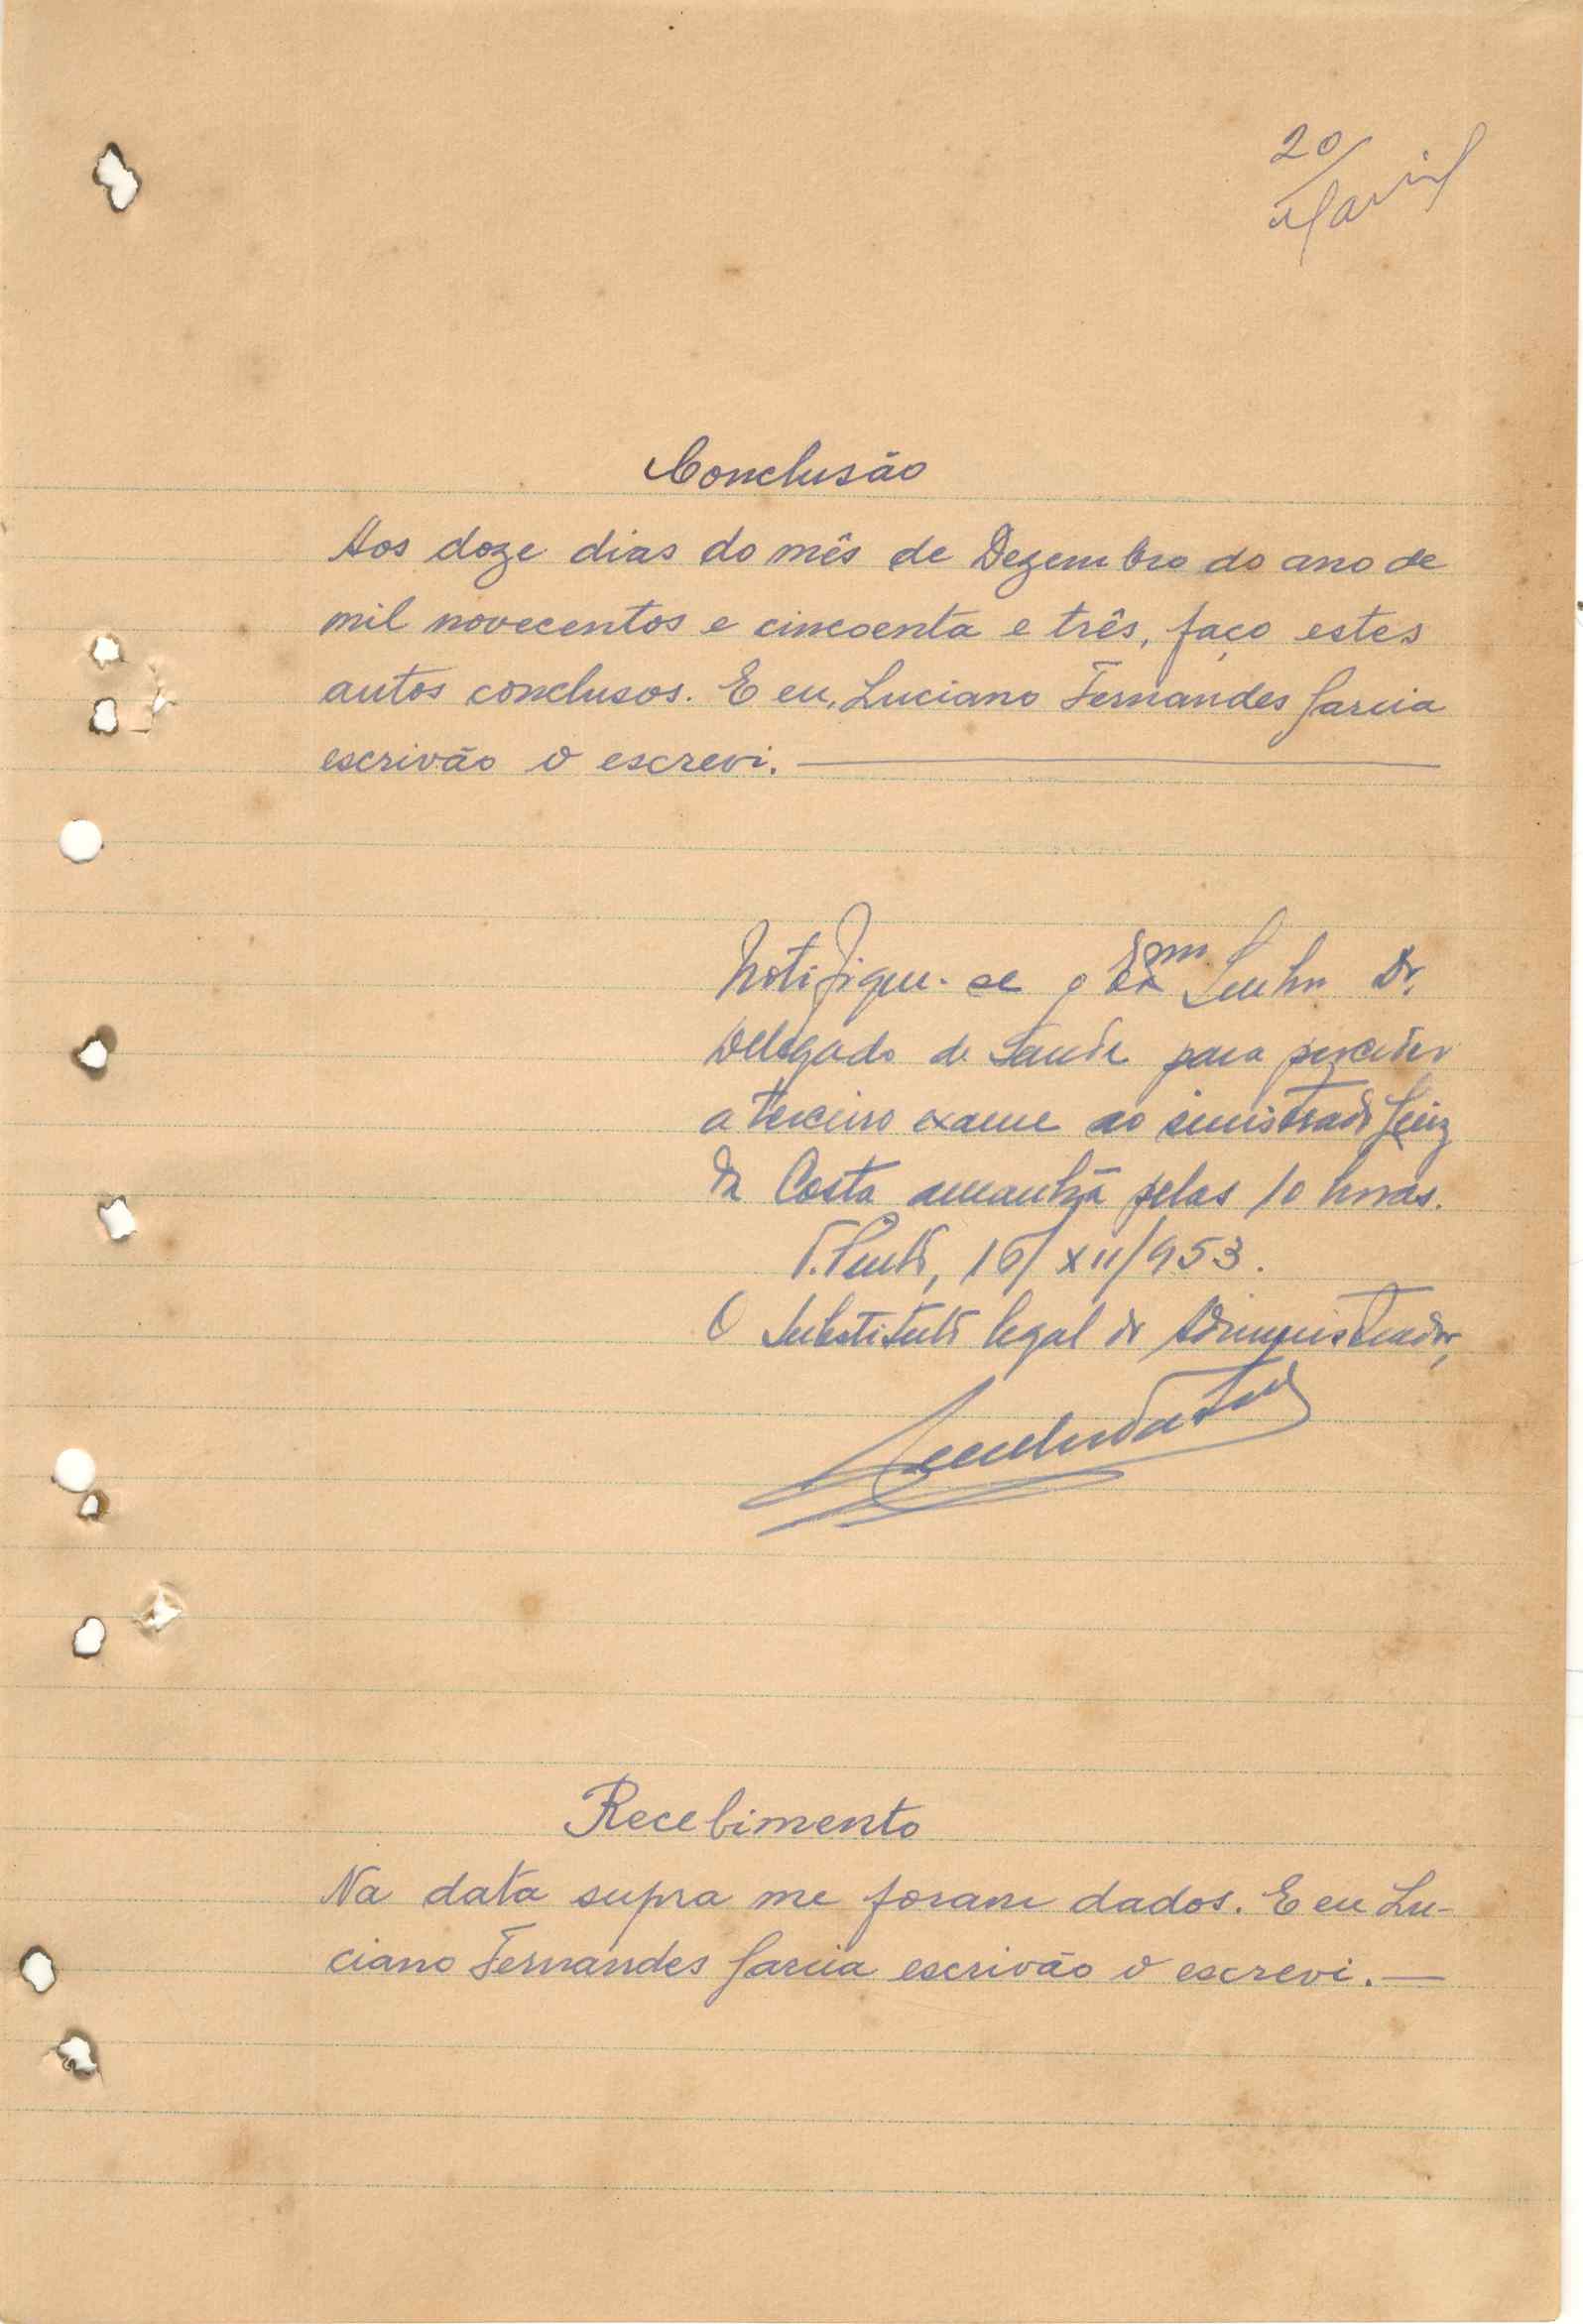 20
Conclusão
Aos doze dias do mês de Dezembro do ano de
mil novecentos e cincoenta e três, faço estes
autos conclusos. E eu, Luciano Fernandes Garcia
escrivão o escrevi.
Notifique-se o Exmº Senhor Dr.
Delegado de Saude para proceder
a terceiro exame ao sinistrado Luiz
da Costa amanhã pelas 10 horas.
16/XII/953.
O Substituto legal do Administrador,
Recebimento
Na data supra me foram dados. E eu Lu-
ciano Fernandes Garcia escrivão o escrevi.